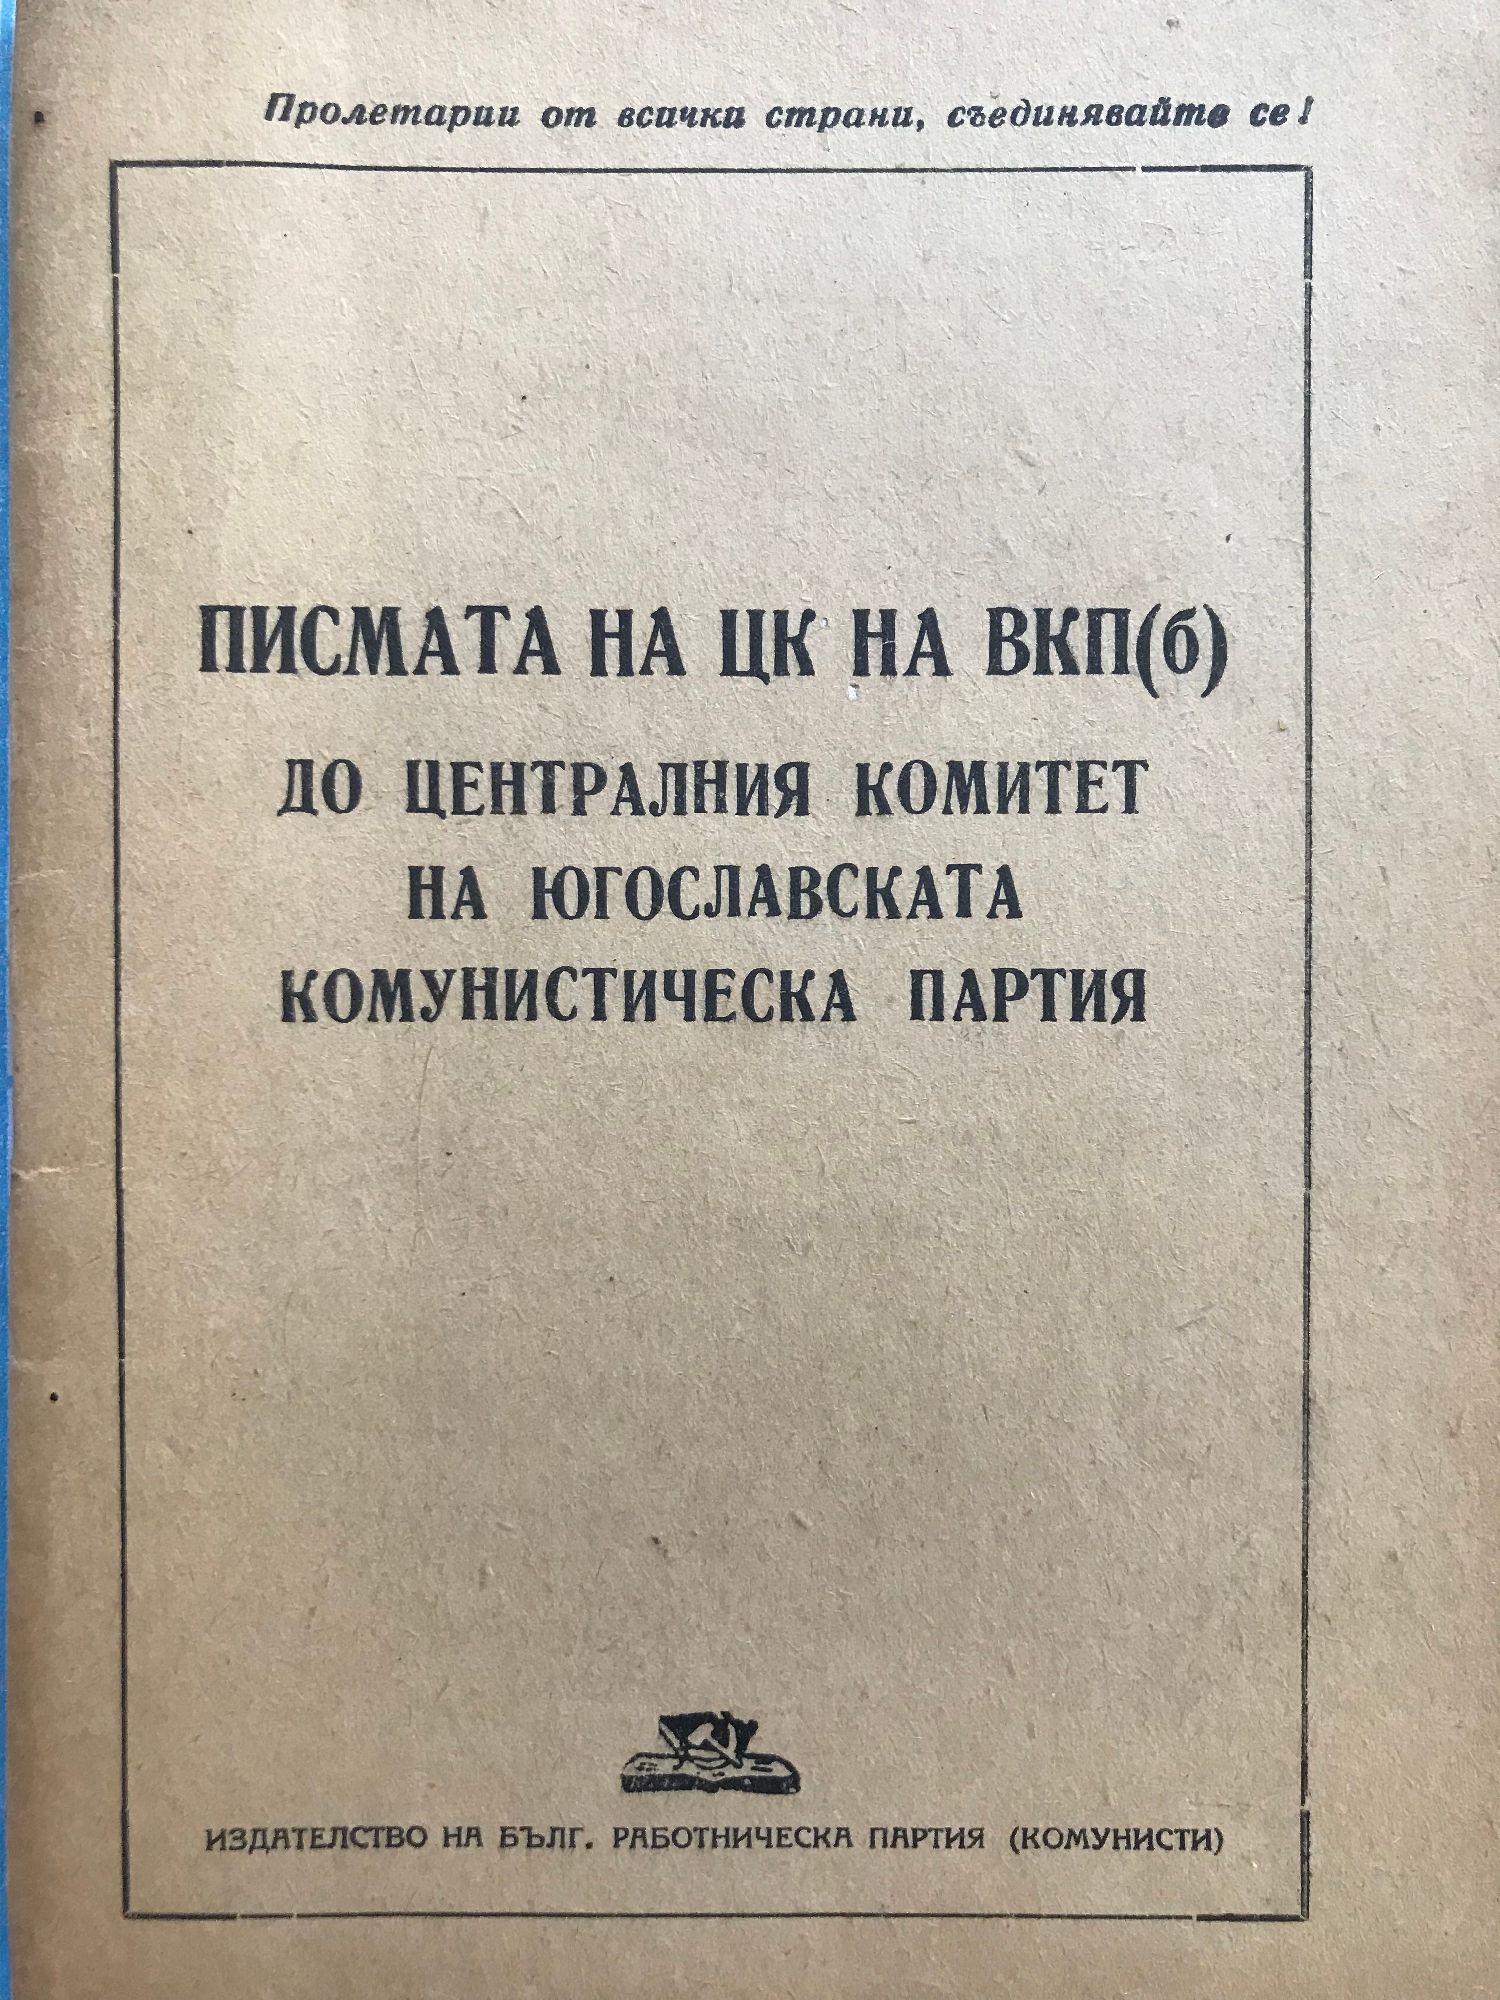 Пролетарии от всички страни, съединявайте се!
ПИСМАТА НА ЦК НА ВКП(б)
ДО ЦЕНТРАЛНИЯ КОМИТЕТ
НА ЮГОСЛАВСКАТА
КОМУНИСТИЧЕСКА ПАРТИЯ
ИЗДАТЕЛСТВО НА БЪЛГ. РАБОТНИЧЕСКА ПАРТИЯ (КОМУНИСТИ)